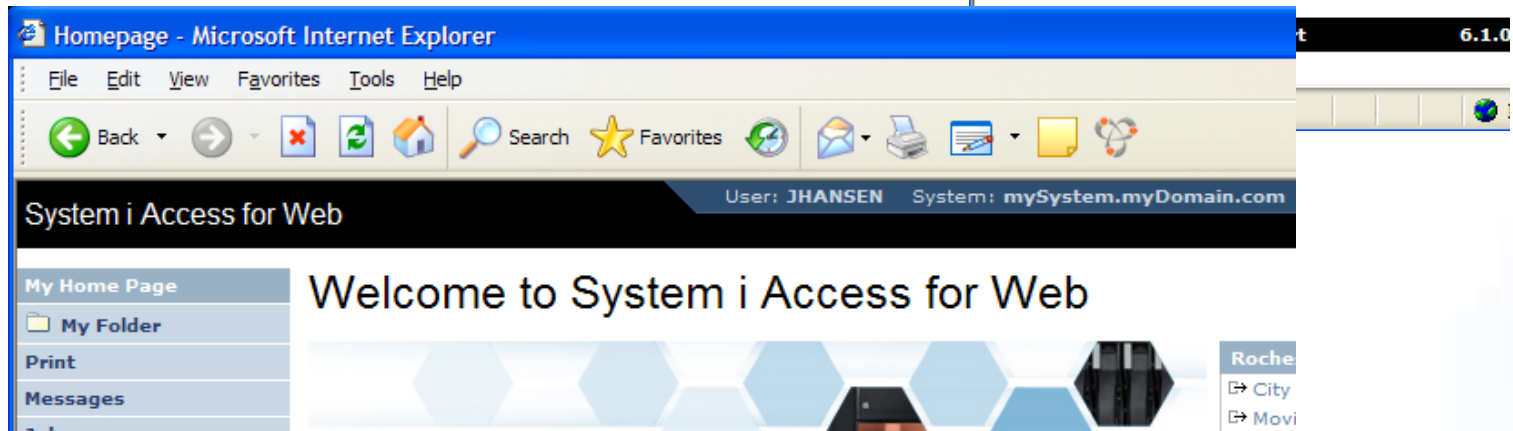 Homepage - Microsoft Internet Explorer
File Edit View Favorites Tools Help
6.1.0
Back Search Favorites
User: JHANSEN System: mySystem.myDomain.com
System i Access for Web
My Home Page
Welcome to System i Access for Web
My Folder
Print
Messages
City